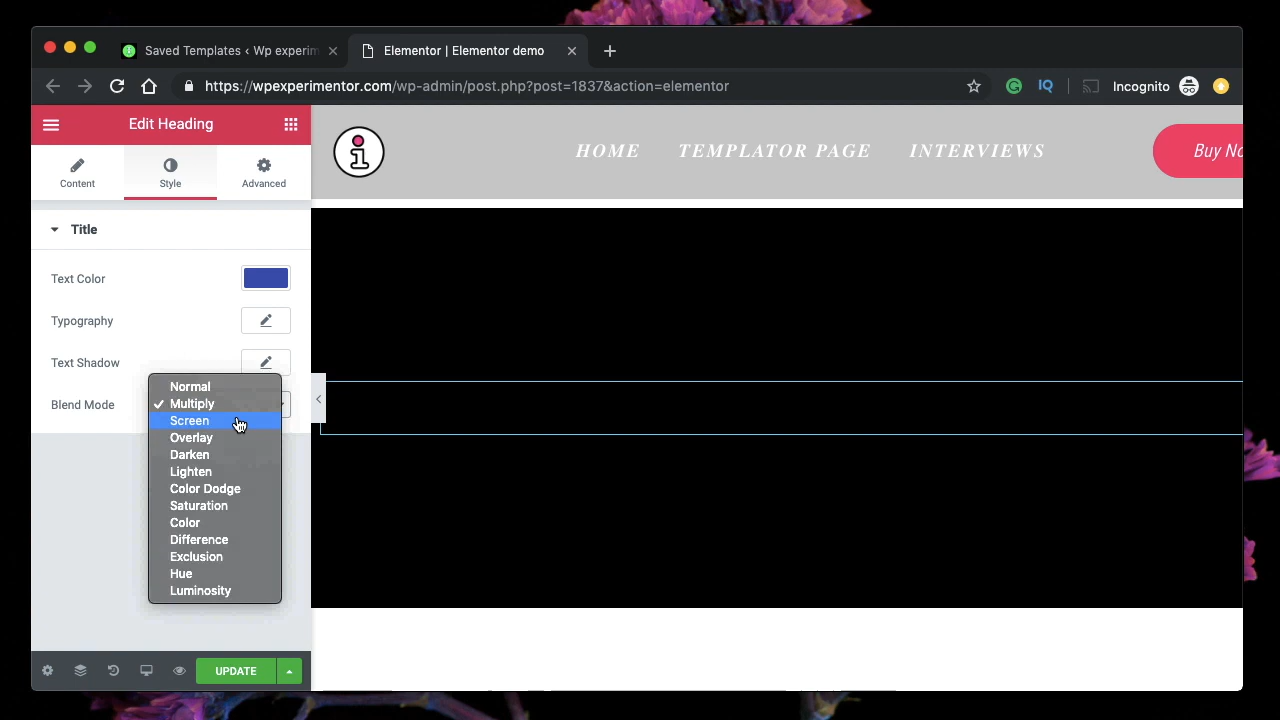 Saved Templates ‹ Wp experim
Elementor | Elementor demo
https://wpexperimentor.com/wp-admin/post.php?post=1837&action=elementor
IQ
Incognito
Edit Heading
Content
Style
Advanced
HOME
TEMPLATOR PAGE
INTERVIEWS
Buy No
Title
Text Color
Typography
Text Shadow
Blend Mode
Normal
Multiply
Screen
Overlay
Darken
Lighten
Color Dodge
Saturation
Color
Difference
Exclusion
Hue
Luminosity
UPDATE